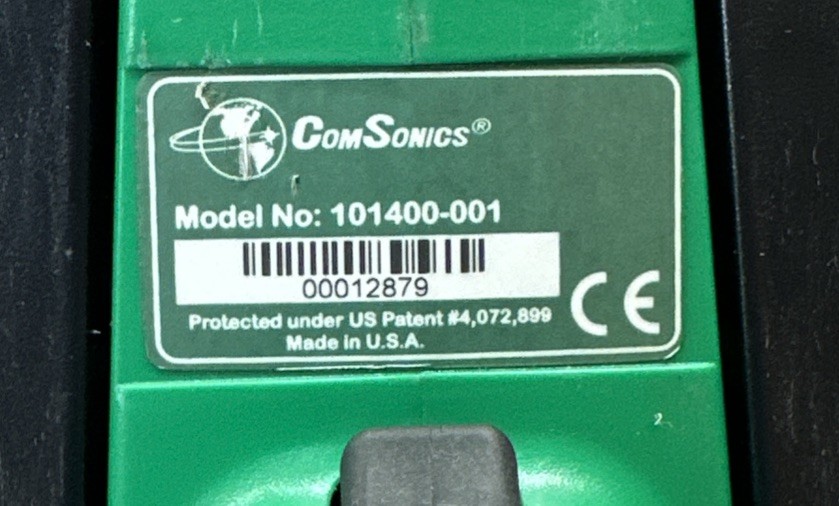 ComSonics®
Model No: 101400-001
00012879
Protected under US Patent #4,072,899
Made in U.S.A.
CE